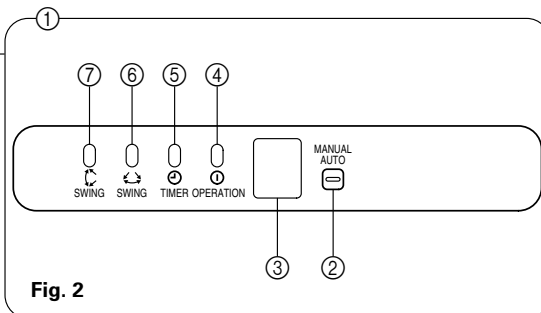 ①
⑦ ⑥ ⑤ ④
MANUAL
AUTO
SWING SWING TIMER OPERATION
③ ②
Fig. 2